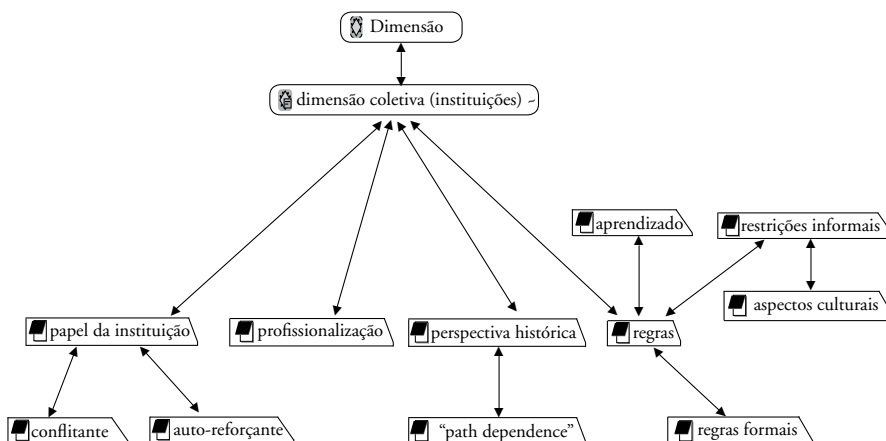 Dimensão
dimensão coletiva (instituições) ~
aprendizado
restrições informais
aspectos culturais
papel da instituição
profissionalização
perspectiva histórica
regras
conflitante
auto-reforçante
“path dependence”
regras formais